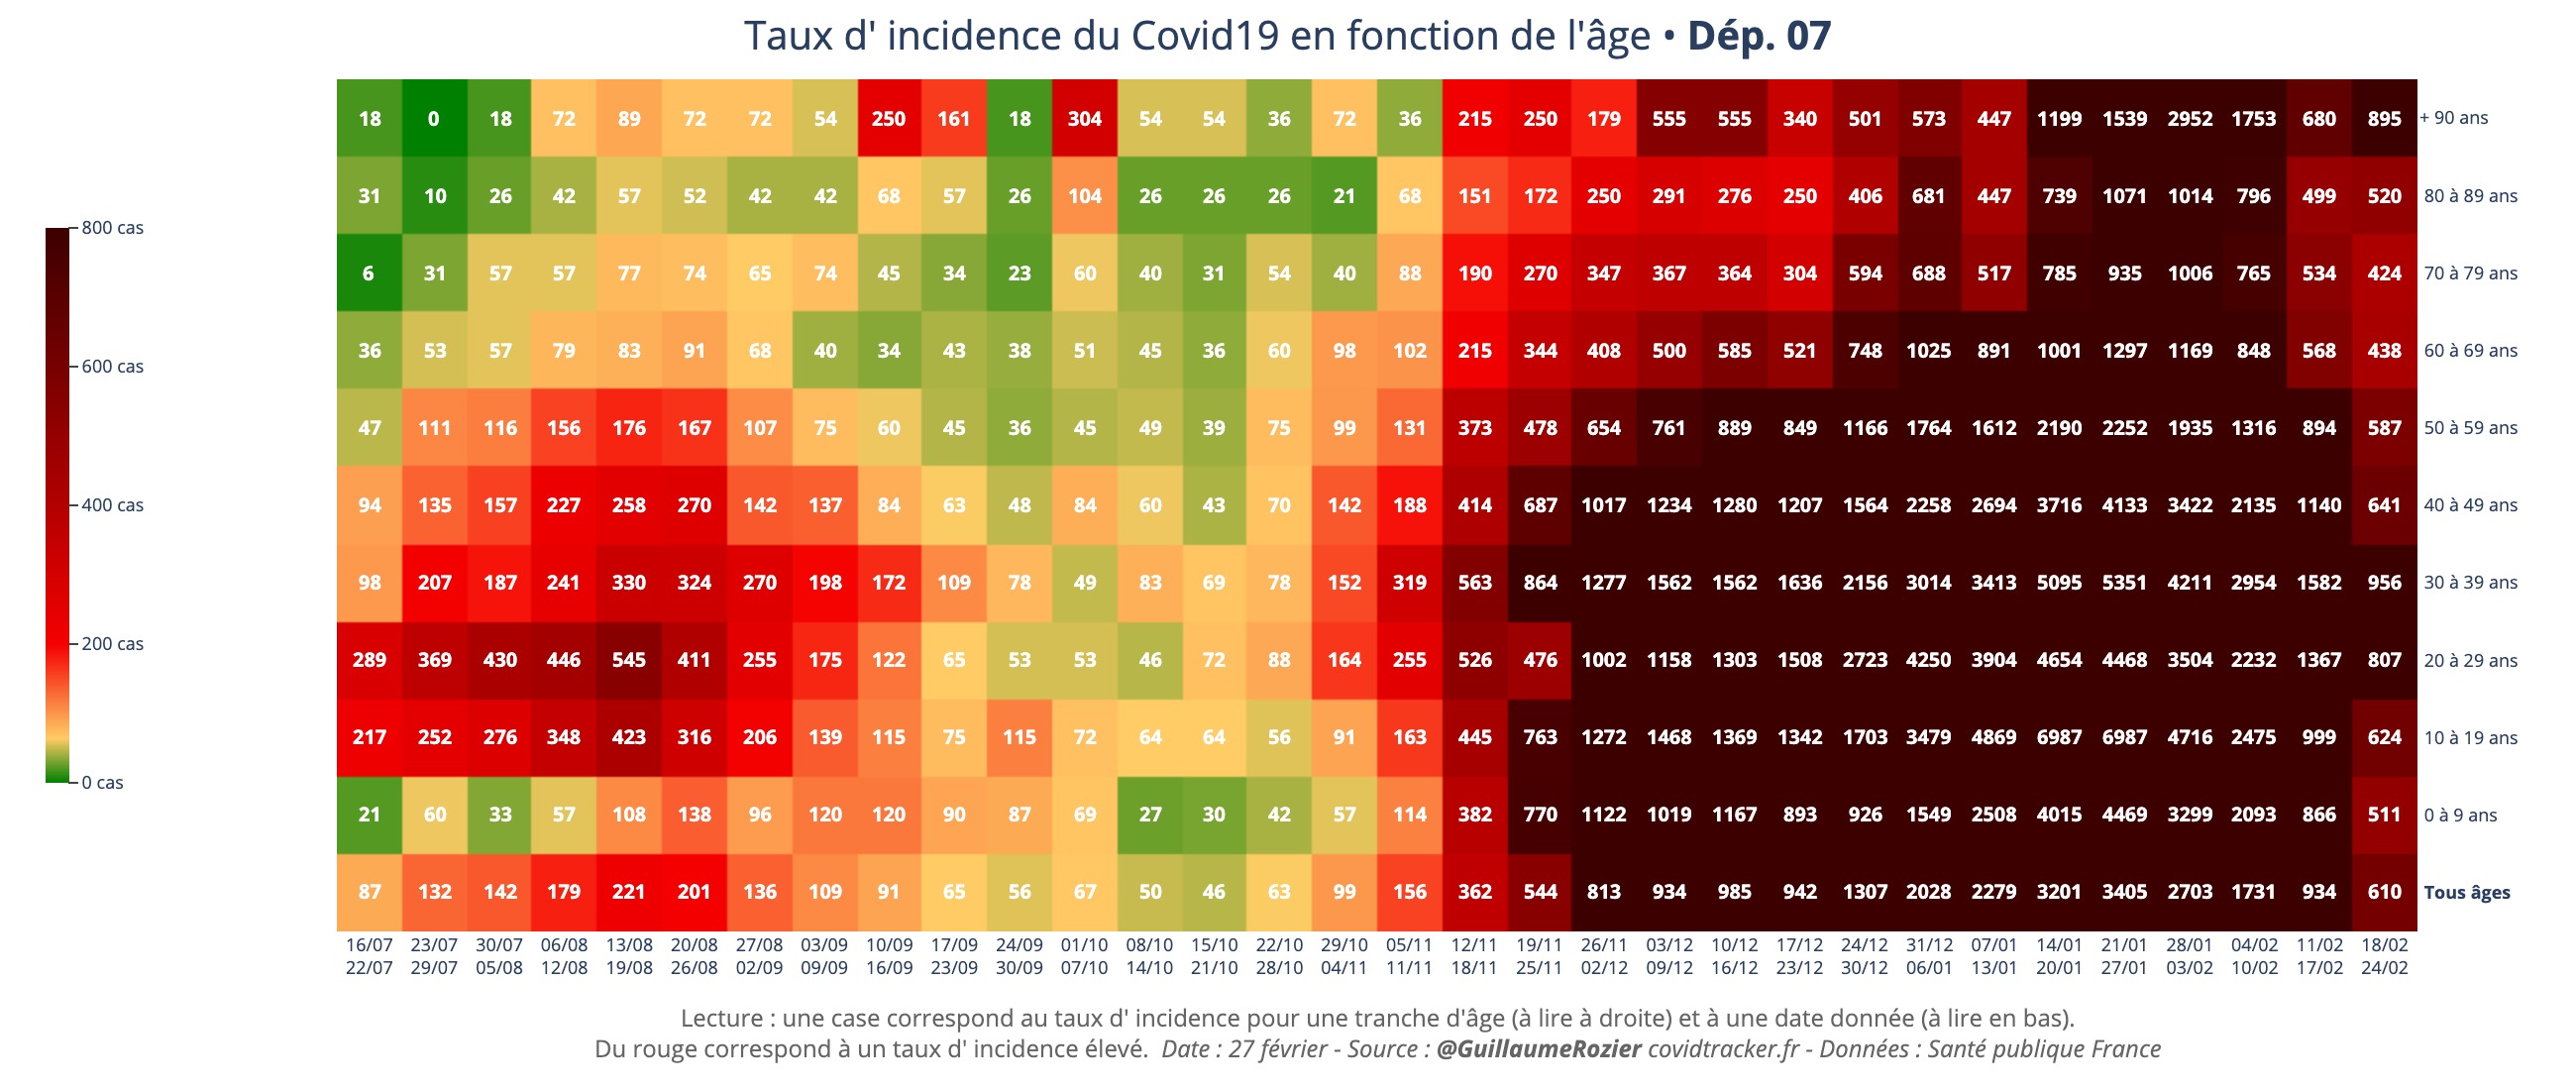 Taux d' incidence du Covid19 en fonction de l'âge • Dép. 07
18 0 18 72 89 72 72 54 250 161 18 304 54 54 36 72 36 215 250 179 555 555 340 501 573 447 1199 1539 2952 1753 680 895 + 90 ans
31 10 26 42 57 52 42 42 68 57 26 104 26 26 26 21 68 151 172 250 291 276 250 406 681 447 739 1071 1014 796 499 520 80 à 89 ans
6 31 57 57 77 74 65 74 45 34 23 60 40 31 54 40 88 190 270 347 367 364 304 594 688 517 785 935 1006 765 534 424 70 à 79 ans
36 53 57 79 83 91 68 40 34 43 38 51 45 36 60 98 102 215 344 408 500 585 521 748 1025 891 1001 1297 1169 848 568 438 60 à 69 ans
47 111 116 156 176 167 107 75 60 45 36 45 49 39 75 99 131 373 478 654 761 889 849 1166 1764 1612 2190 2252 1935 1316 894 587 50 à 59 ans
94 135 157 227 258 270 142 137 84 63 48 84 60 43 70 142 188 414 687 1017 1234 1280 1207 1564 2258 2694 3716 4133 3422 2135 1140 641 40 à 49 ans
98 207 187 241 330 324 270 198 172 109 78 49 83 69 78 152 319 563 864 1277 1562 1562 1636 2156 3014 3413 5095 5351 4211 2954 1582 956 30 à 39 ans
289 369 430 446 545 411 255 175 122 65 53 53 46 72 88 164 255 526 476 1002 1158 1303 1508 2723 4250 3904 4654 4468 3504 2232 1367 807 20 à 29 ans
217 252 276 348 423 316 206 139 115 75 115 72 64 64 56 91 163 445 763 1272 1468 1369 1342 1703 3479 4869 6987 6987 4716 2475 999 624 10 à 19 ans
21 60 33 57 108 138 96 120 120 90 87 69 27 30 42 57 114 382 770 1122 1019 1167 893 926 1549 2508 4015 4469 3299 2093 866 511 0 à 9 ans
87 132 142 179 221 201 136 109 91 65 56 67 50 46 63 99 156 362 544 813 934 985 942 1307 2028 2279 3201 3405 2703 1731 934 610 Tous âges
16/07 23/07 30/07 06/08 13/08 20/08 27/08 03/09 10/09 17/09 24/09 01/10 08/10 15/10 22/10 29/10 05/11 12/11 19/11 26/11 03/12 10/12 17/12 24/12 31/12 07/01 14/01 21/01 28/01 04/02 11/02 18/02
22/07 29/07 05/08 12/08 19/08 26/08 02/09 09/09 16/09 23/09 30/09 07/10 14/10 21/10 28/10 04/11 11/11 18/11 25/11 02/12 09/12 16/12 23/12 30/12 06/01 13/01 20/01 27/01 03/02 10/02 17/02 24/02
800 cas
600 cas
400 cas
200 cas
0 cas
Lecture : une case correspond au taux d' incidence pour une tranche d'âge (à lire à droite) et à une date donnée (à lire en bas).
Du rouge correspond à un taux d' incidence élevé. Date : 27 février - Source : @GuillaumeRozier covidtracker.fr - Données : Santé publique France